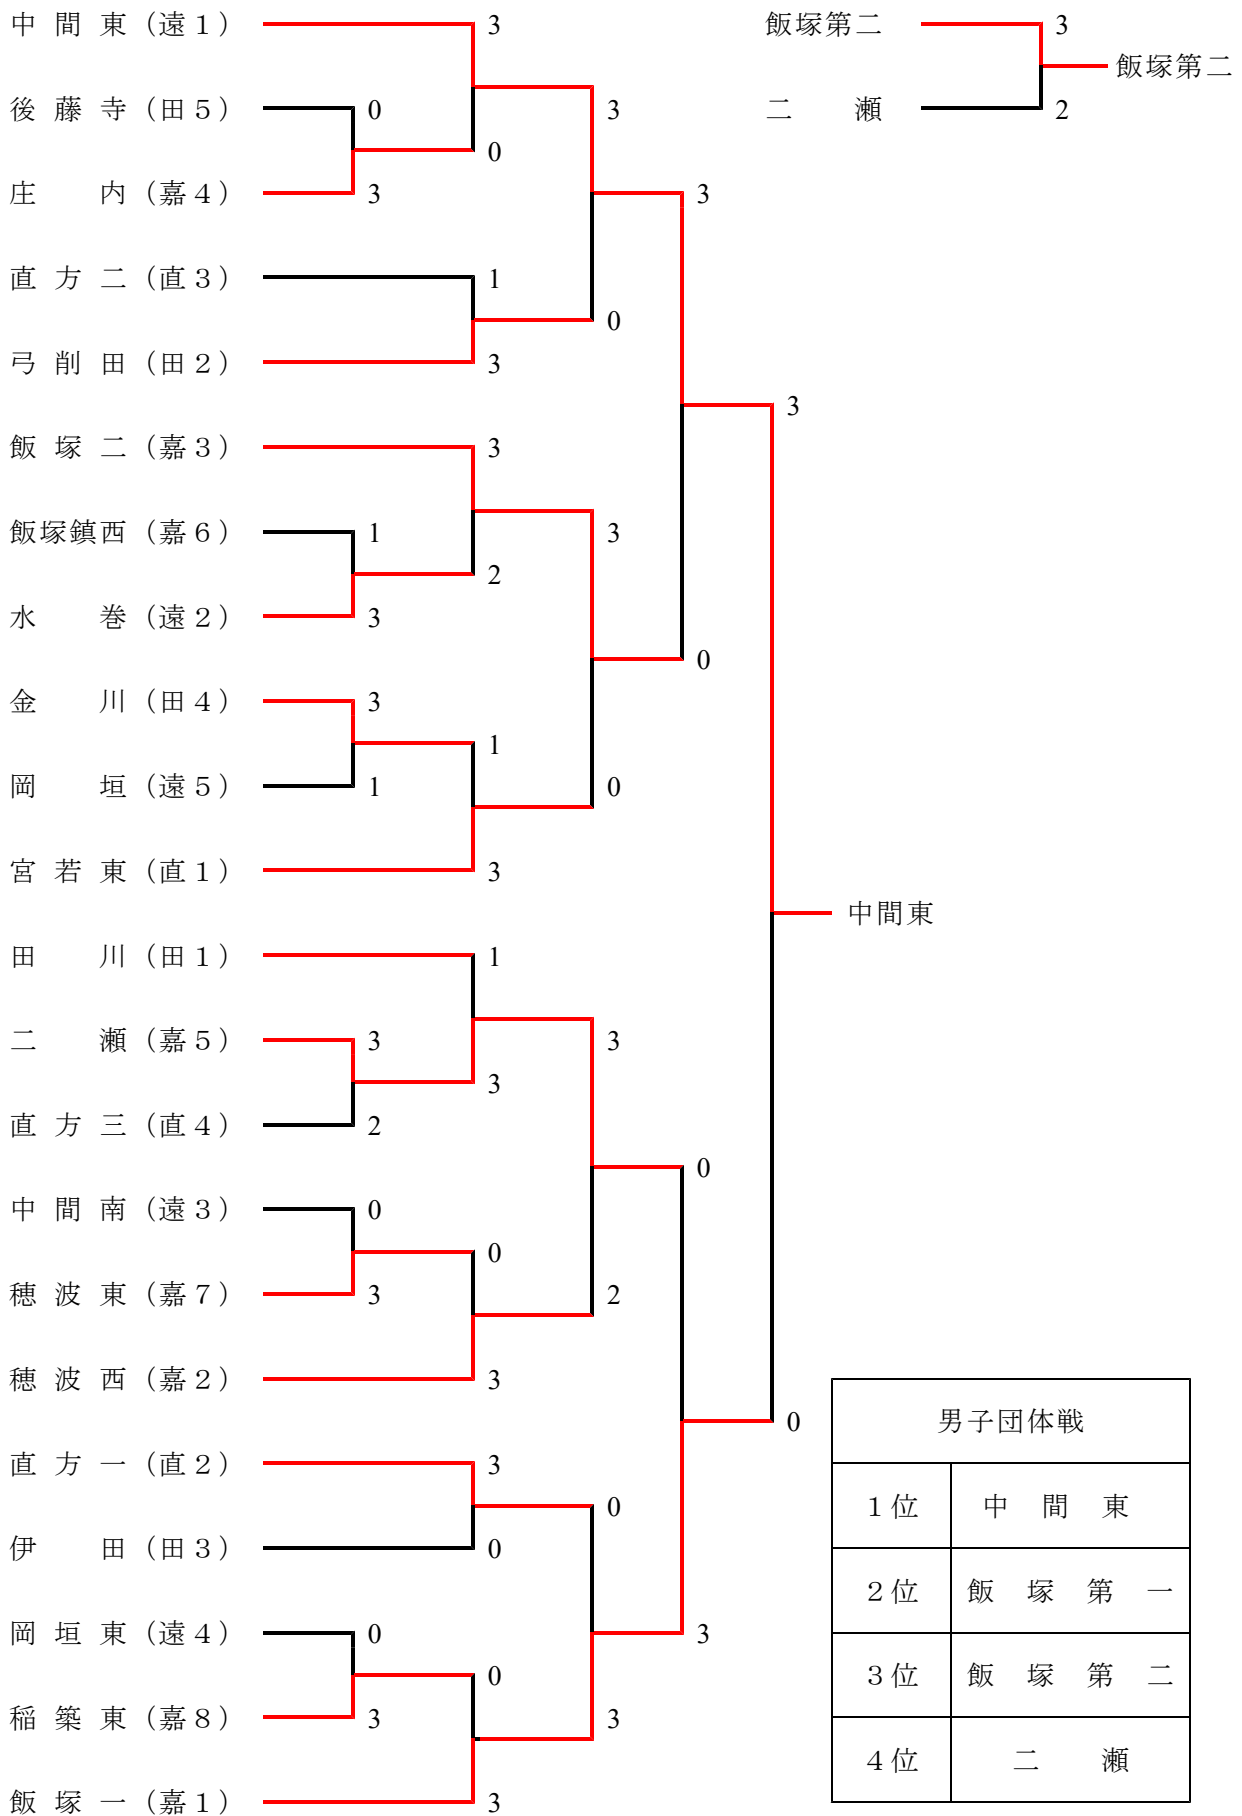 中間東（遠１） 3 飯塚第二 3
飯塚第二
後藤寺（田５） 0 3 二　瀬 2
0
庄　内（嘉４） 3 3
直方二（直３） 1
0
弓削田（田２） 3
3
飯塚二（嘉３） 3
飯塚鎮西（嘉６） 1 3
2
水　巻（遠２） 3
0
金　川（田４） 3
1
岡　垣（遠５） 1 0
宮若東（直１） 3
中間東
田　川（田１） 1
二　瀬（嘉５） 3 3
3
直方三（直４） 2
0
中間南（遠３） 0
0
穂波東（嘉７） 3 2
穂波西（嘉２） 3
0 男子団体戦
直方一（直２） 3
0 １位 中間東
伊　田（田３） 0
２位 飯塚第一
岡垣東（遠４） 0 3
0 ３位 飯塚第二
稲築東（嘉８） 3 3
４位 二　瀬
飯塚一（嘉１） 3